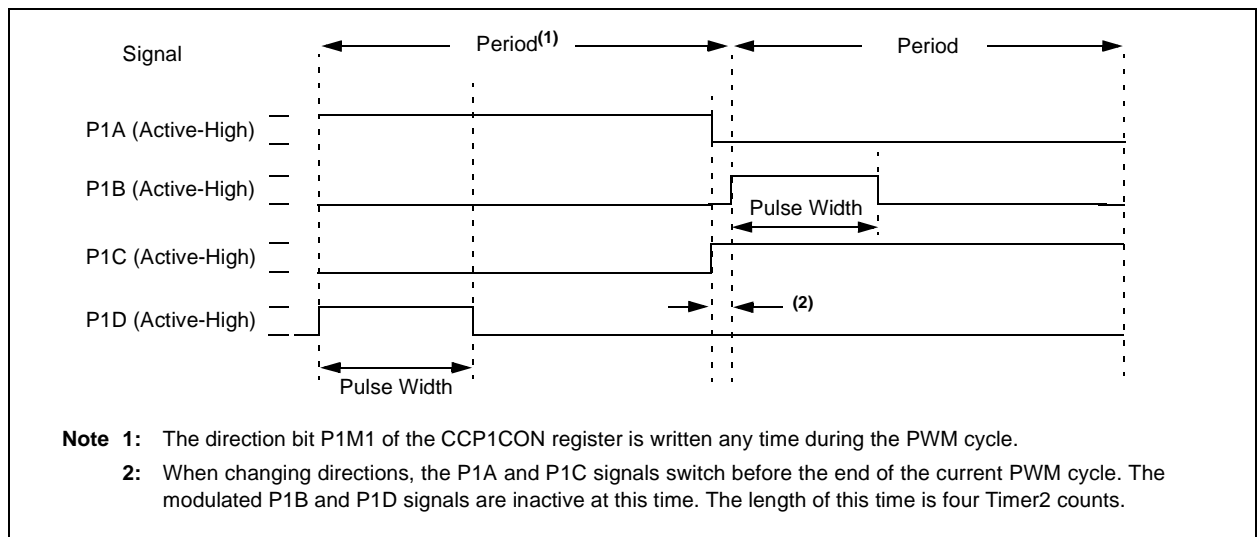 Signal
Period(1)
Period
P1A (Active-High)
P1B (Active-High)
Pulse Width
P1C (Active-High)
(2)
P1D (Active-High)
Pulse Width
Note 1: The direction bit P1M1 of the CCP1CON register is written any time during the PWM cycle.
2: When changing directions, the P1A and P1C signals switch before the end of the current PWM cycle. The
modulated P1B and P1D signals are inactive at this time. The length of this time is four Timer2 counts.